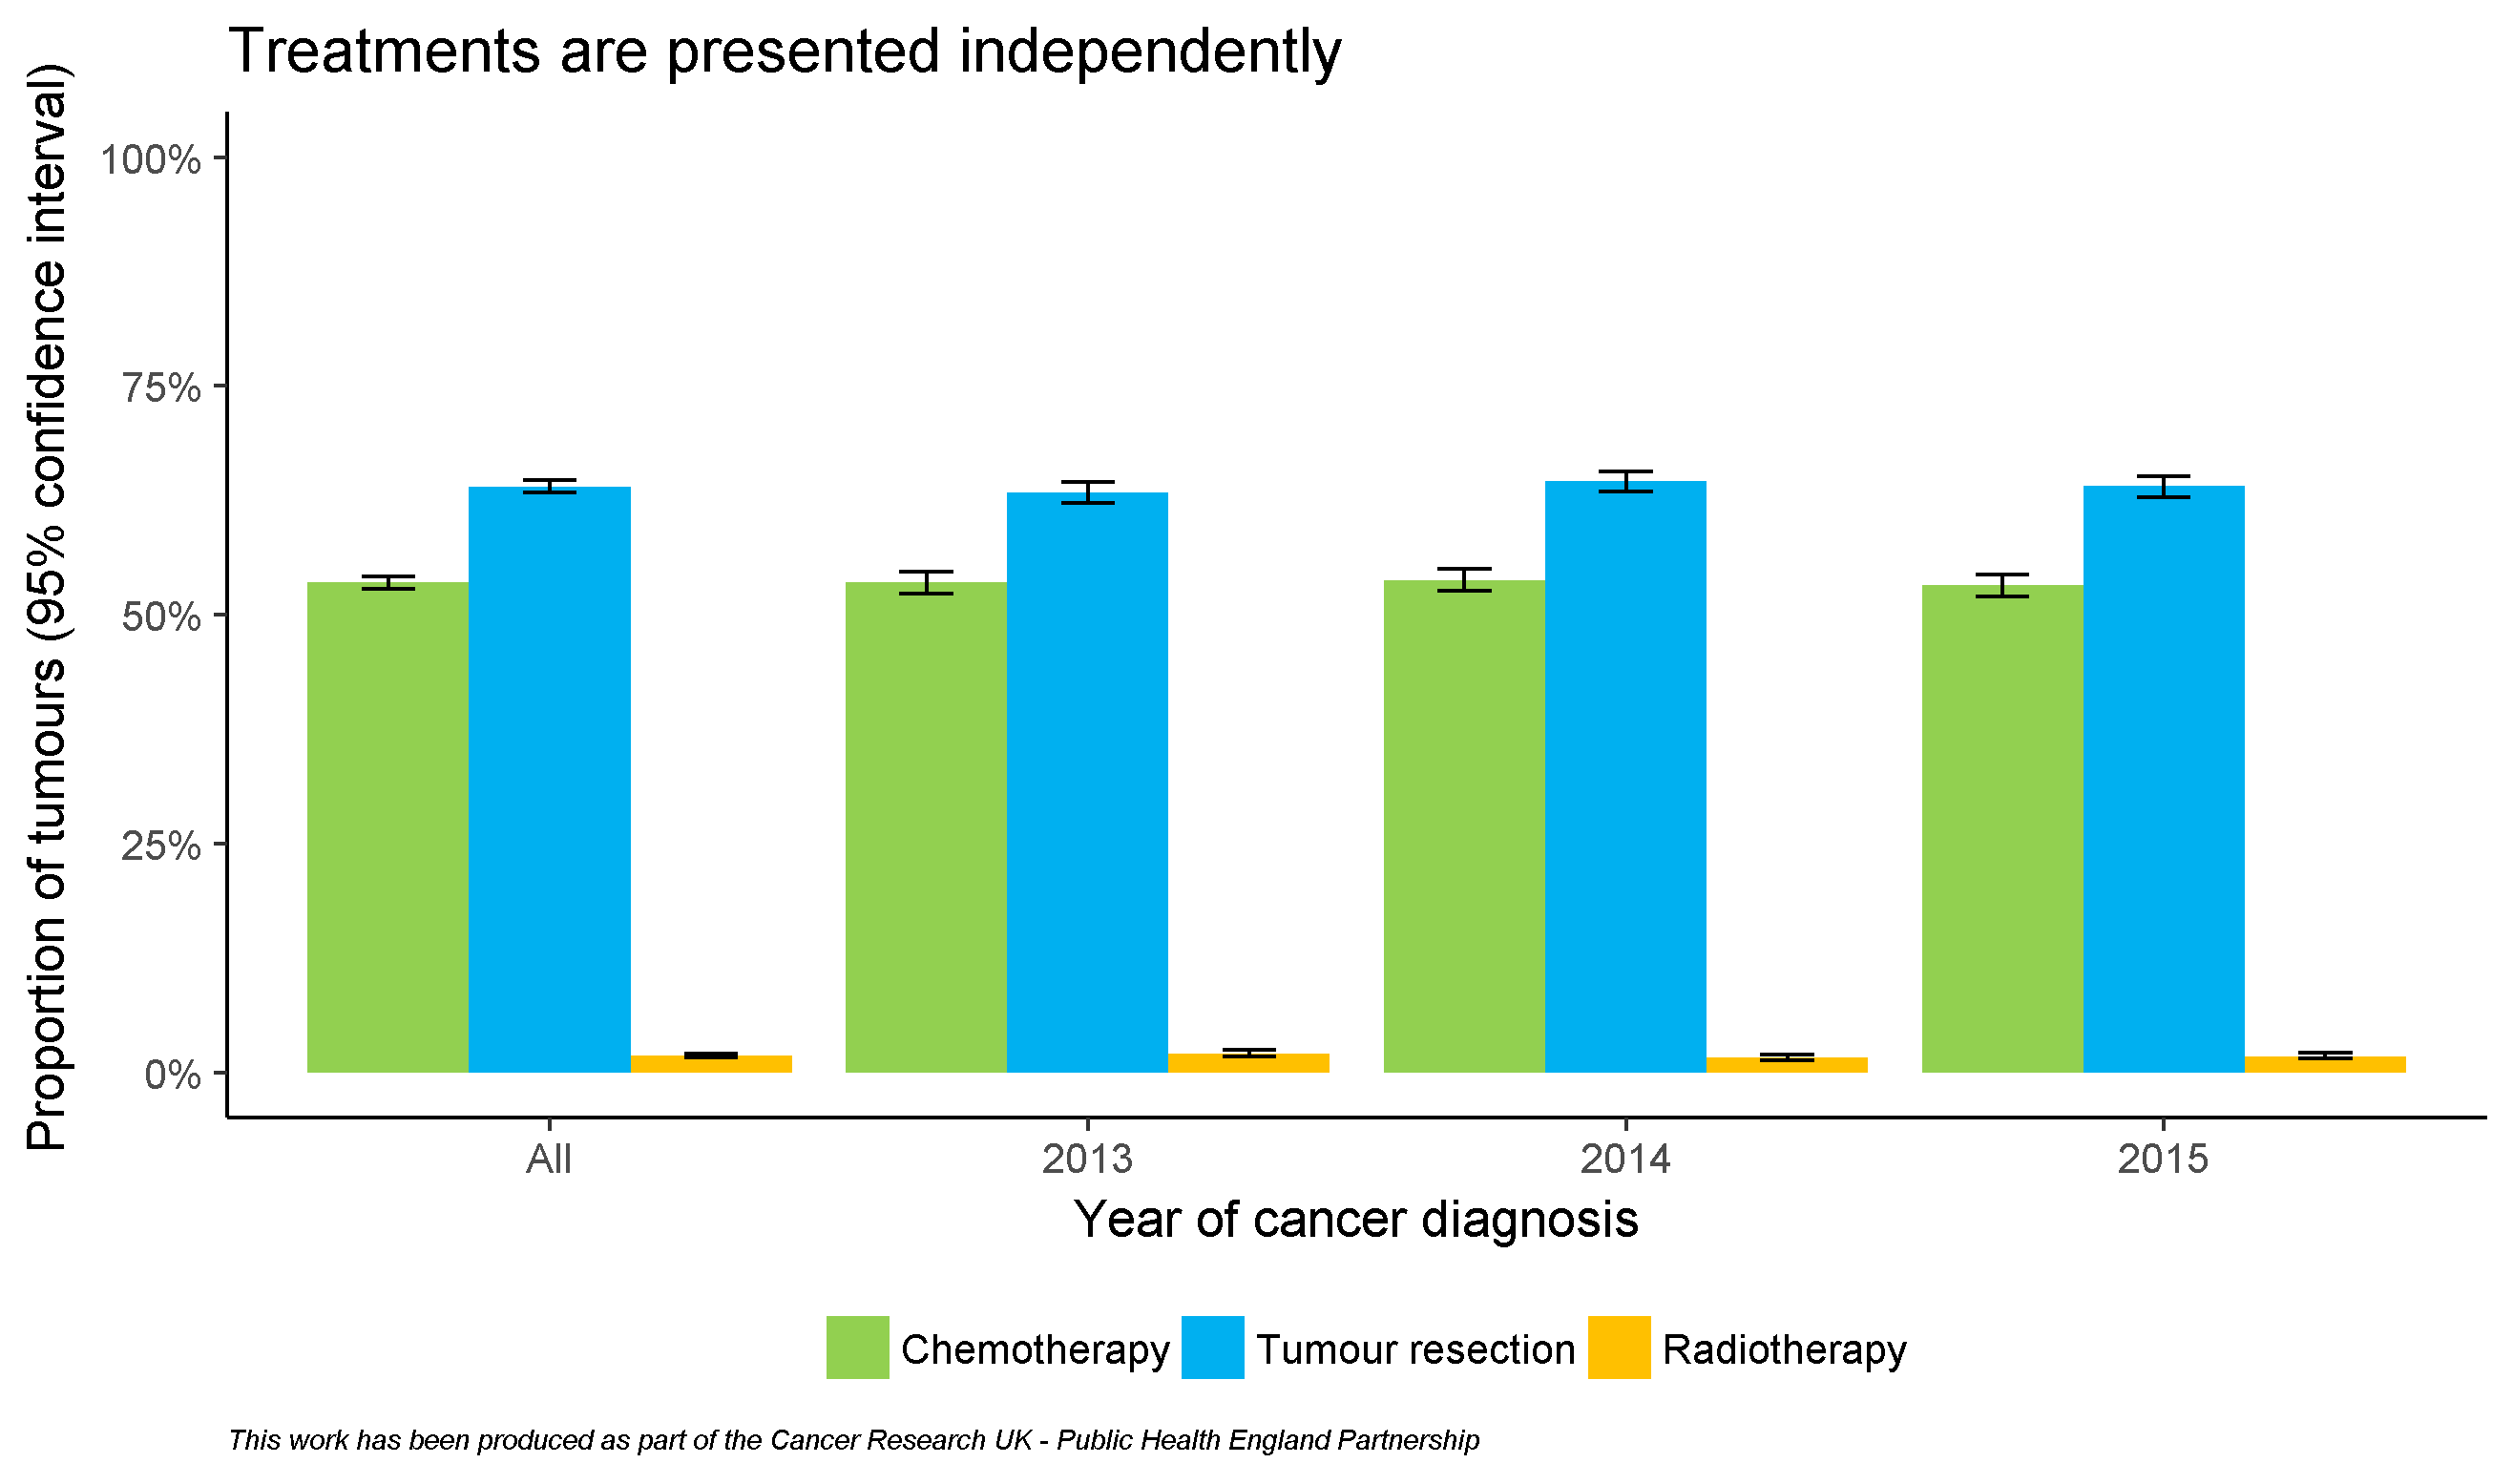 Treatments are presented independently
Proportion of tumours (95% confidence interval)
100%
75%
50%
25%
0%
All
2013
2014
2015
Year of cancer diagnosis
Chemotherapy
Tumour resection
Radiotherapy
This work has been produced as part of the Cancer Research UK - Public Health England Partnership